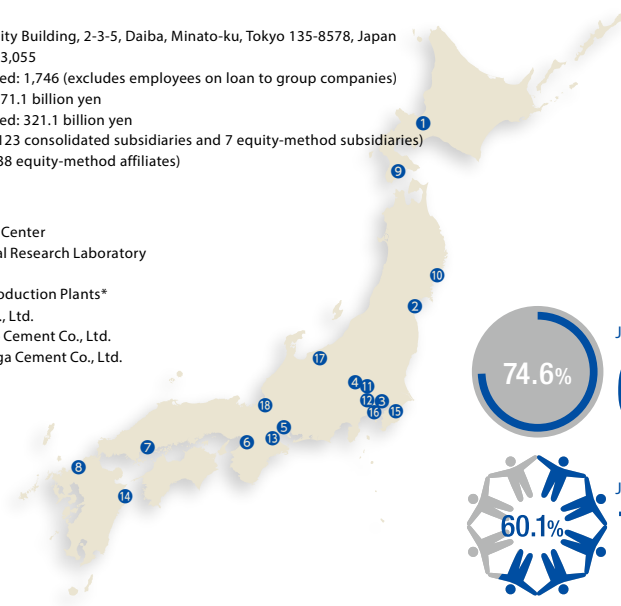 ity Building, 2-3-5, Daiba, Minato-ku, Tokyo 135-8578, Japan
3,055
ed: 1,746 (excludes employees on loan to group companies)
71.1 billion yen
ed: 321.1 billion yen
123 consolidated subsidiaries and 7 equity-method subsidiaries)
38 equity-method affiliates)
Center
al Research Laboratory
oduction Plants*
., Ltd.
Cement Co., Ltd.
ga Cement Co., Ltd.
1
9
10
2
17
4 11
12 3
18 16 15
5
7 6 13
8
14
J
74.6%
J
60.1%